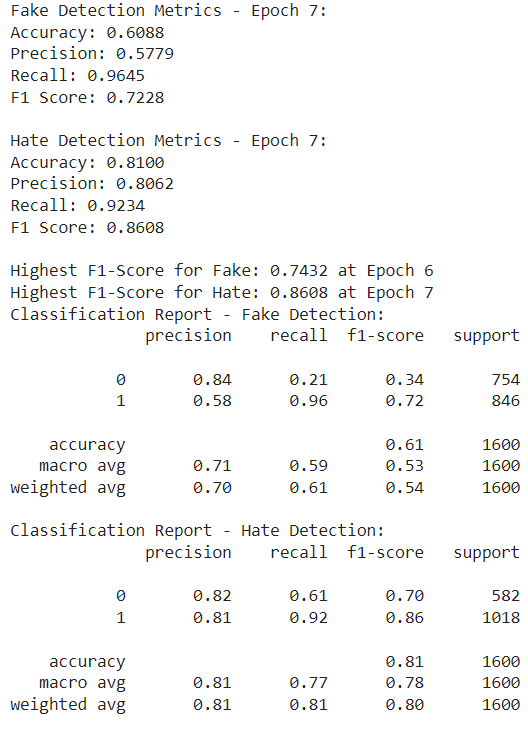 Fake Detection Metrics - Epoch 7:
Accuracy: 0.6088
Precision: 0.5779
Recall: 0.9645
F1 Score: 0.7228
Hate Detection Metrics - Epoch 7:
Accuracy: 0.8100
Precision: 0.8062
Recall: 0.9234
F1 Score: 0.8608
Highest F1-Score for Fake: 0.7432 at Epoch 6
Highest F1-Score for Hate: 0.8608 at Epoch 7
Classification Report - Fake Detection:
precision recall f1-score support
0 0.84 0.21 0.34 754
1 0.58 0.96 0.72 846
accuracy 0.61 1600
macro avg 0.71 0.59 0.53 1600
weighted avg 0.70 0.61 0.54 1600
Classification Report - Hate Detection:
precision recall f1-score support
0 0.82 0.61 0.70 582
1 0.81 0.92 0.86 1018
accuracy 0.81 1600
macro avg 0.81 0.77 0.78 1600
weighted avg 0.81 0.81 0.80 1600